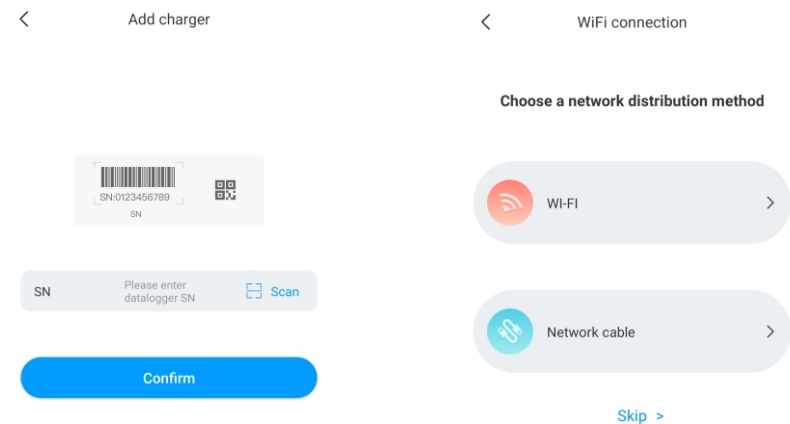 Add charger
SN:0123456789
SN
SN
Please enter
datalogger SN
Scan
Confirm
WiFi connection
Choose a network distribution method
WI-FI
Network cable
Skip >